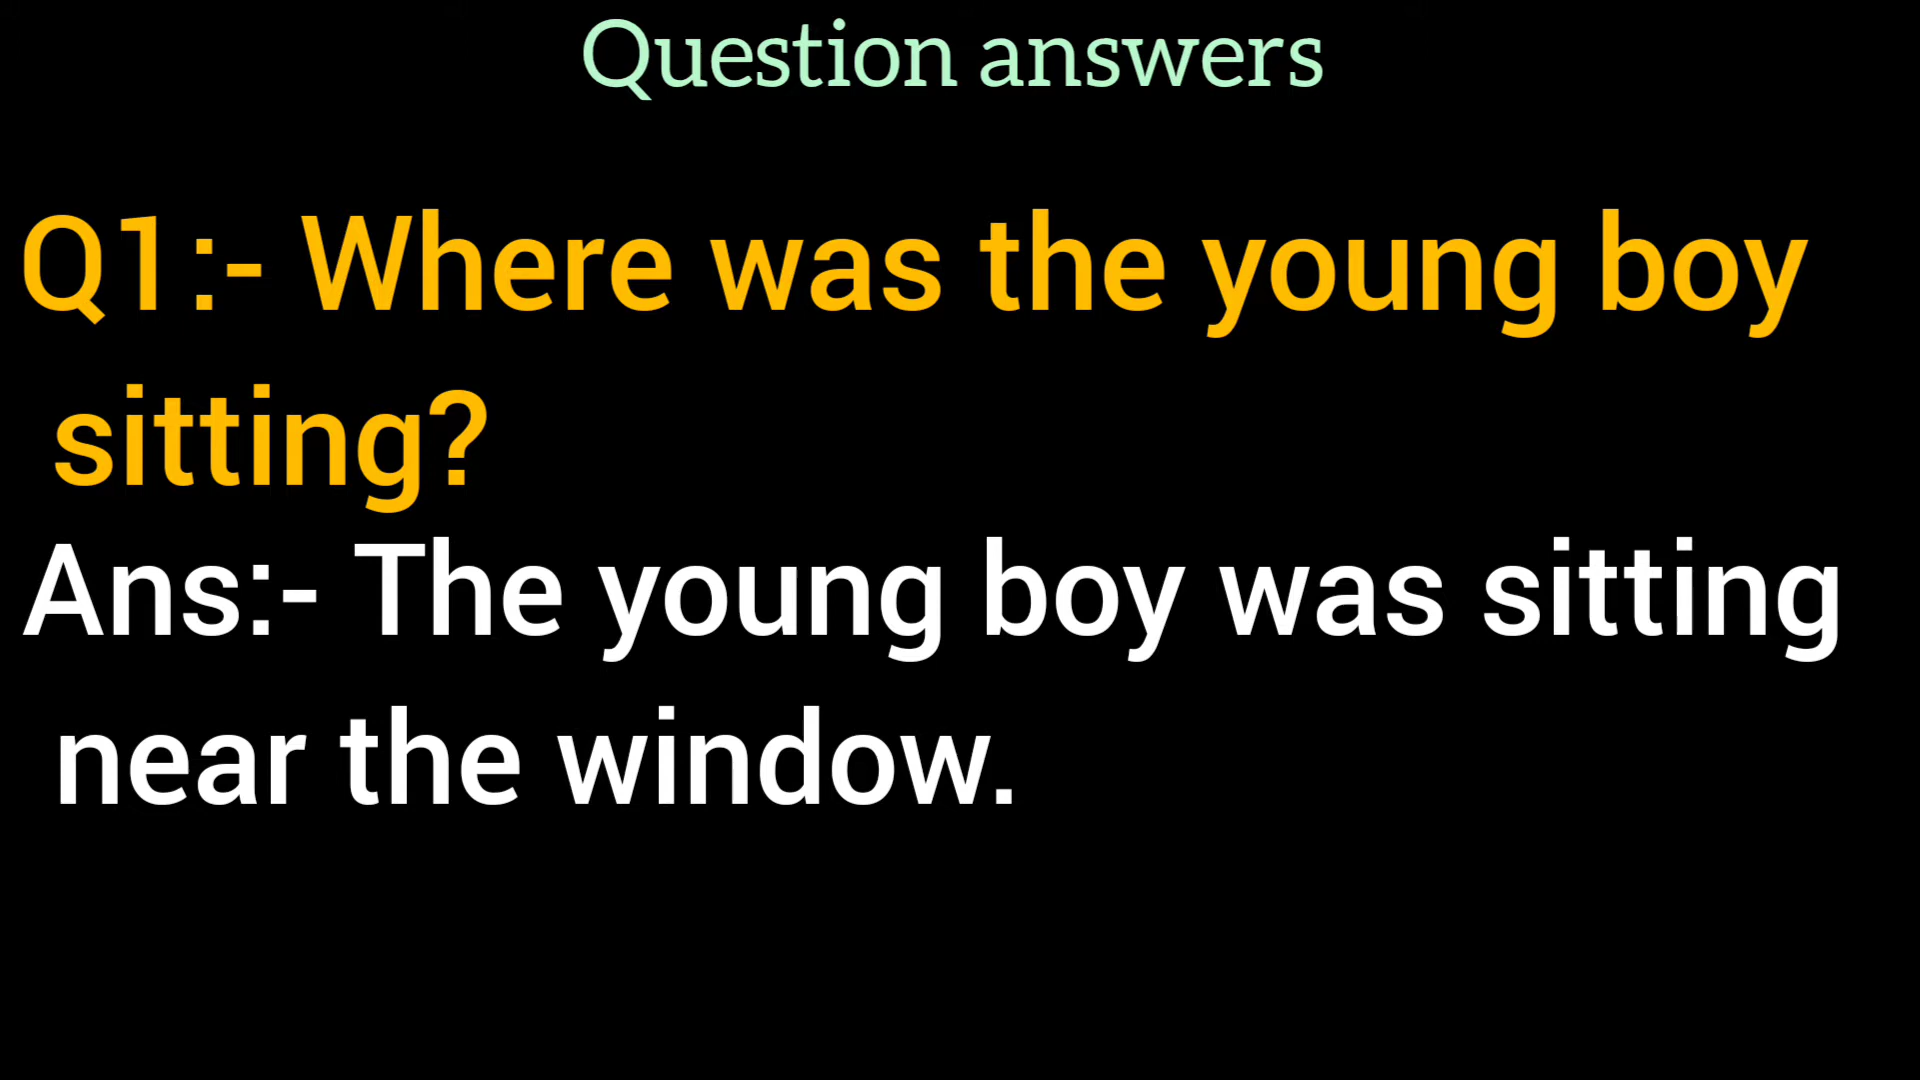 Question answers
Q1:- Where was the young boy
sitting?
Ans:- The young boy was sitting
near the window.